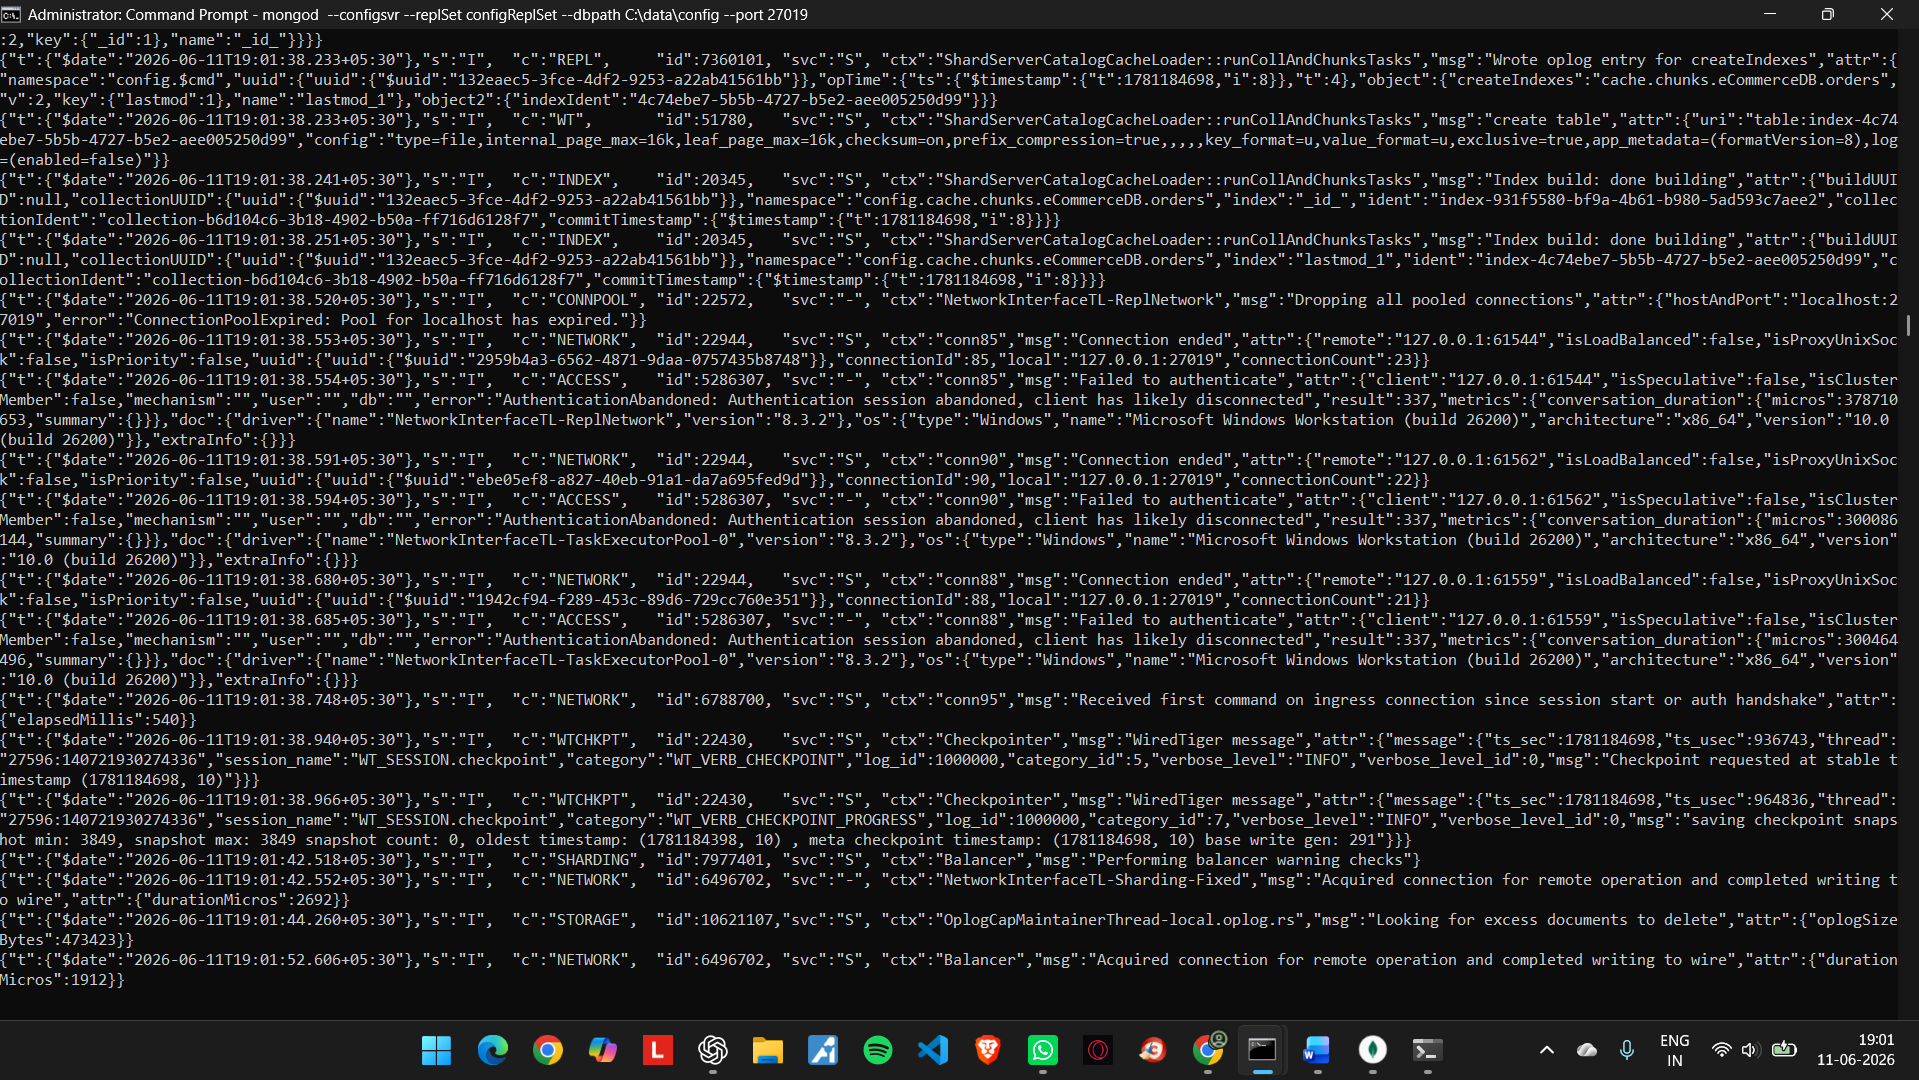 Administrator: Command Prompt - mongod  --configsvr --replSet configReplSet --dbpath C:\data\config --port 27019
:2,"key":{"_id":1},"name":"_id_"}}}}
{"t":{"$date":"2026-06-11T19:01:38.233+05:30"},"s":"I",  "c":"REPL",     "id":7360101, "svc":"S", "ctx":"ShardServerCatalogCacheLoader::runCollAndChunksTasks","msg":"Wrote oplog entry for createIndexes","attr":{
"namespace":"config.$cmd","uuid":{"uuid":{"$uuid":"132eaec5-3fce-4df2-9253-a22ab41561bb"}},"opTime":{"ts":{"$timestamp":{"t":1781184698,"i":8}},"t":4},"object":{"createIndexes":"cache.chunks.eCommerceDB.orders",
"v":2,"key":{"lastmod":1},"name":"lastmod_1"},"object2":{"indexIdent":"4c74ebe7-5b5b-4727-b5e2-aee005250d99"}}}
{"t":{"$date":"2026-06-11T19:01:38.233+05:30"},"s":"I",  "c":"WT",       "id":51780,   "svc":"S", "ctx":"ShardServerCatalogCacheLoader::runCollAndChunksTasks","msg":"create table","attr":{"uri":"table:index-4c74
ebe7-5b5b-4727-b5e2-aee005250d99","config":"type=file,internal_page_max=16k,leaf_page_max=16k,checksum=on,prefix_compression=true,,,,,key_format=u,value_format=u,exclusive=true,app_metadata=(formatVersion=8),log
=(enabled=false)"}}
{"t":{"$date":"2026-06-11T19:01:38.241+05:30"},"s":"I",  "c":"INDEX",    "id":20345,   "svc":"S", "ctx":"ShardServerCatalogCacheLoader::runCollAndChunksTasks","msg":"Index build: done building","attr":{"buildUUI
D":null,"collectionUUID":{"uuid":{"$uuid":"132eaec5-3fce-4df2-9253-a22ab41561bb"}},"namespace":"config.cache.chunks.eCommerceDB.orders","index":"_id_","ident":"index-931f5580-bf9a-4b61-b980-5ad593c7aee2","collec
tionIdent":"collection-b6d104c6-3b18-4902-b50a-ff716d6128f7","commitTimestamp":{"$timestamp":{"t":1781184698,"i":8}}}}
{"t":{"$date":"2026-06-11T19:01:38.251+05:30"},"s":"I",  "c":"INDEX",    "id":20345,   "svc":"S", "ctx":"ShardServerCatalogCacheLoader::runCollAndChunksTasks","msg":"Index build: done building","attr":{"buildUUI
D":null,"collectionUUID":{"uuid":{"$uuid":"132eaec5-3fce-4df2-9253-a22ab41561bb"}},"namespace":"config.cache.chunks.eCommerceDB.orders","index":"lastmod_1","ident":"index-4c74ebe7-5b5b-4727-b5e2-aee005250d99","c
ollectionIdent":"collection-b6d104c6-3b18-4902-b50a-ff716d6128f7","commitTimestamp":{"$timestamp":{"t":1781184698,"i":8}}}}
{"t":{"$date":"2026-06-11T19:01:38.520+05:30"},"s":"I",  "c":"CONNPOOL", "id":22572,   "svc":"-", "ctx":"NetworkInterfaceTL-ReplNetwork","msg":"Dropping all pooled connections","attr":{"hostAndPort":"localhost:2
7019","error":"ConnectionPoolExpired: Pool for localhost has expired."}}
{"t":{"$date":"2026-06-11T19:01:38.553+05:30"},"s":"I",  "c":"NETWORK",  "id":22944,   "svc":"S", "ctx":"conn85","msg":"Connection ended","attr":{"remote":"127.0.0.1:61544","isLoadBalanced":false,"isProxyUnixSoc
k":false,"isPriority":false,"uuid":{"uuid":{"$uuid":"2959b4a3-6562-4871-9daa-0757435b8748"}},"connectionId":85,"local":"127.0.0.1:27019","connectionCount":23}}
{"t":{"$date":"2026-06-11T19:01:38.554+05:30"},"s":"I",  "c":"ACCESS",   "id":5286307, "svc":"-", "ctx":"conn85","msg":"Failed to authenticate","attr":{"client":"127.0.0.1:61544","isSpeculative":false,"isCluster
Member":false,"mechanism":"","user":"","db":"","error":"AuthenticationAbandoned: Authentication session abandoned, client has likely disconnected","result":337,"metrics":{"conversation_duration":{"micros":378710
653,"summary":{}}},"doc":{"driver":{"name":"NetworkInterfaceTL-ReplNetwork","version":"8.3.2"},"os":{"type":"Windows","name":"Microsoft Windows Workstation (build 26200)","architecture":"x86_64","version":"10.0
(build 26200)"}},"extraInfo":{}}}
{"t":{"$date":"2026-06-11T19:01:38.591+05:30"},"s":"I",  "c":"NETWORK",  "id":22944,   "svc":"S", "ctx":"conn90","msg":"Connection ended","attr":{"remote":"127.0.0.1:61562","isLoadBalanced":false,"isProxyUnixSoc
k":false,"isPriority":false,"uuid":{"uuid":{"$uuid":"ebe05ef8-a827-40eb-91a1-da7a695fed9d"}},"connectionId":90,"local":"127.0.0.1:27019","connectionCount":22}}
{"t":{"$date":"2026-06-11T19:01:38.594+05:30"},"s":"I",  "c":"ACCESS",   "id":5286307, "svc":"-", "ctx":"conn90","msg":"Failed to authenticate","attr":{"client":"127.0.0.1:61562","isSpeculative":false,"isCluster
Member":false,"mechanism":"","user":"","db":"","error":"AuthenticationAbandoned: Authentication session abandoned, client has likely disconnected","result":337,"metrics":{"conversation_duration":{"micros":300086
144,"summary":{}}},"doc":{"driver":{"name":"NetworkInterfaceTL-TaskExecutorPool-0","version":"8.3.2"},"os":{"type":"Windows","name":"Microsoft Windows Workstation (build 26200)","architecture":"x86_64","version"
:"10.0 (build 26200)"}},"extraInfo":{}}}
{"t":{"$date":"2026-06-11T19:01:38.680+05:30"},"s":"I",  "c":"NETWORK",  "id":22944,   "svc":"S", "ctx":"conn88","msg":"Connection ended","attr":{"remote":"127.0.0.1:61559","isLoadBalanced":false,"isProxyUnixSoc
k":false,"isPriority":false,"uuid":{"uuid":{"$uuid":"1942cf94-f289-453c-89d6-729cc760e351"}},"connectionId":88,"local":"127.0.0.1:27019","connectionCount":21}}
{"t":{"$date":"2026-06-11T19:01:38.685+05:30"},"s":"I",  "c":"ACCESS",   "id":5286307, "svc":"-", "ctx":"conn88","msg":"Failed to authenticate","attr":{"client":"127.0.0.1:61559","isSpeculative":false,"isCluster
Member":false,"mechanism":"","user":"","db":"","error":"AuthenticationAbandoned: Authentication session abandoned, client has likely disconnected","result":337,"metrics":{"conversation_duration":{"micros":300464
496,"summary":{}}},"doc":{"driver":{"name":"NetworkInterfaceTL-TaskExecutorPool-0","version":"8.3.2"},"os":{"type":"Windows","name":"Microsoft Windows Workstation (build 26200)","architecture":"x86_64","version"
:"10.0 (build 26200)"}},"extraInfo":{}}}
{"t":{"$date":"2026-06-11T19:01:38.748+05:30"},"s":"I",  "c":"NETWORK",  "id":6788700, "svc":"S", "ctx":"conn95","msg":"Received first command on ingress connection since session start or auth handshake","attr":
{"elapsedMillis":540}}
{"t":{"$date":"2026-06-11T19:01:38.940+05:30"},"s":"I",  "c":"WTCHKPT",  "id":22430,   "svc":"S", "ctx":"Checkpointer","msg":"WiredTiger message","attr":{"message":{"ts_sec":1781184698,"ts_usec":936743,"thread":
"27596:140721930274336","session_name":"WT_SESSION.checkpoint","category":"WT_VERB_CHECKPOINT","log_id":1000000,"category_id":5,"verbose_level":"INFO","verbose_level_id":0,"msg":"Checkpoint requested at stable t
imestamp (1781184698, 10)"}}}
{"t":{"$date":"2026-06-11T19:01:38.966+05:30"},"s":"I",  "c":"WTCHKPT",  "id":22430,   "svc":"S", "ctx":"Checkpointer","msg":"WiredTiger message","attr":{"message":{"ts_sec":1781184698,"ts_usec":964836,"thread":
"27596:140721930274336","session_name":"WT_SESSION.checkpoint","category":"WT_VERB_CHECKPOINT_PROGRESS","log_id":1000000,"category_id":7,"verbose_level":"INFO","verbose_level_id":0,"msg":"saving checkpoint snaps
hot min: 3849, snapshot max: 3849 snapshot count: 0, oldest timestamp: (1781184398, 10) , meta checkpoint timestamp: (1781184698, 10) base write gen: 291"}}}
{"t":{"$date":"2026-06-11T19:01:42.518+05:30"},"s":"I",  "c":"SHARDING", "id":7977401, "svc":"S", "ctx":"Balancer","msg":"Performing balancer warning checks"}
{"t":{"$date":"2026-06-11T19:01:42.552+05:30"},"s":"I",  "c":"NETWORK",  "id":6496702, "svc":"-", "ctx":"NetworkInterfaceTL-Sharding-Fixed","msg":"Acquired connection for remote operation and completed writing t
o wire","attr":{"durationMicros":2692}}
{"t":{"$date":"2026-06-11T19:01:44.260+05:30"},"s":"I",  "c":"STORAGE",  "id":10621107,"svc":"S", "ctx":"OplogCapMaintainerThread-local.oplog.rs","msg":"Looking for excess documents to delete","attr":{"oplogSize
Bytes":473423}}
{"t":{"$date":"2026-06-11T19:01:52.606+05:30"},"s":"I",  "c":"NETWORK",  "id":6496702, "svc":"S", "ctx":"Balancer","msg":"Acquired connection for remote operation and completed writing to wire","attr":{"duration
Micros":1912}}
ENG
IN
19:01
11-06-2026